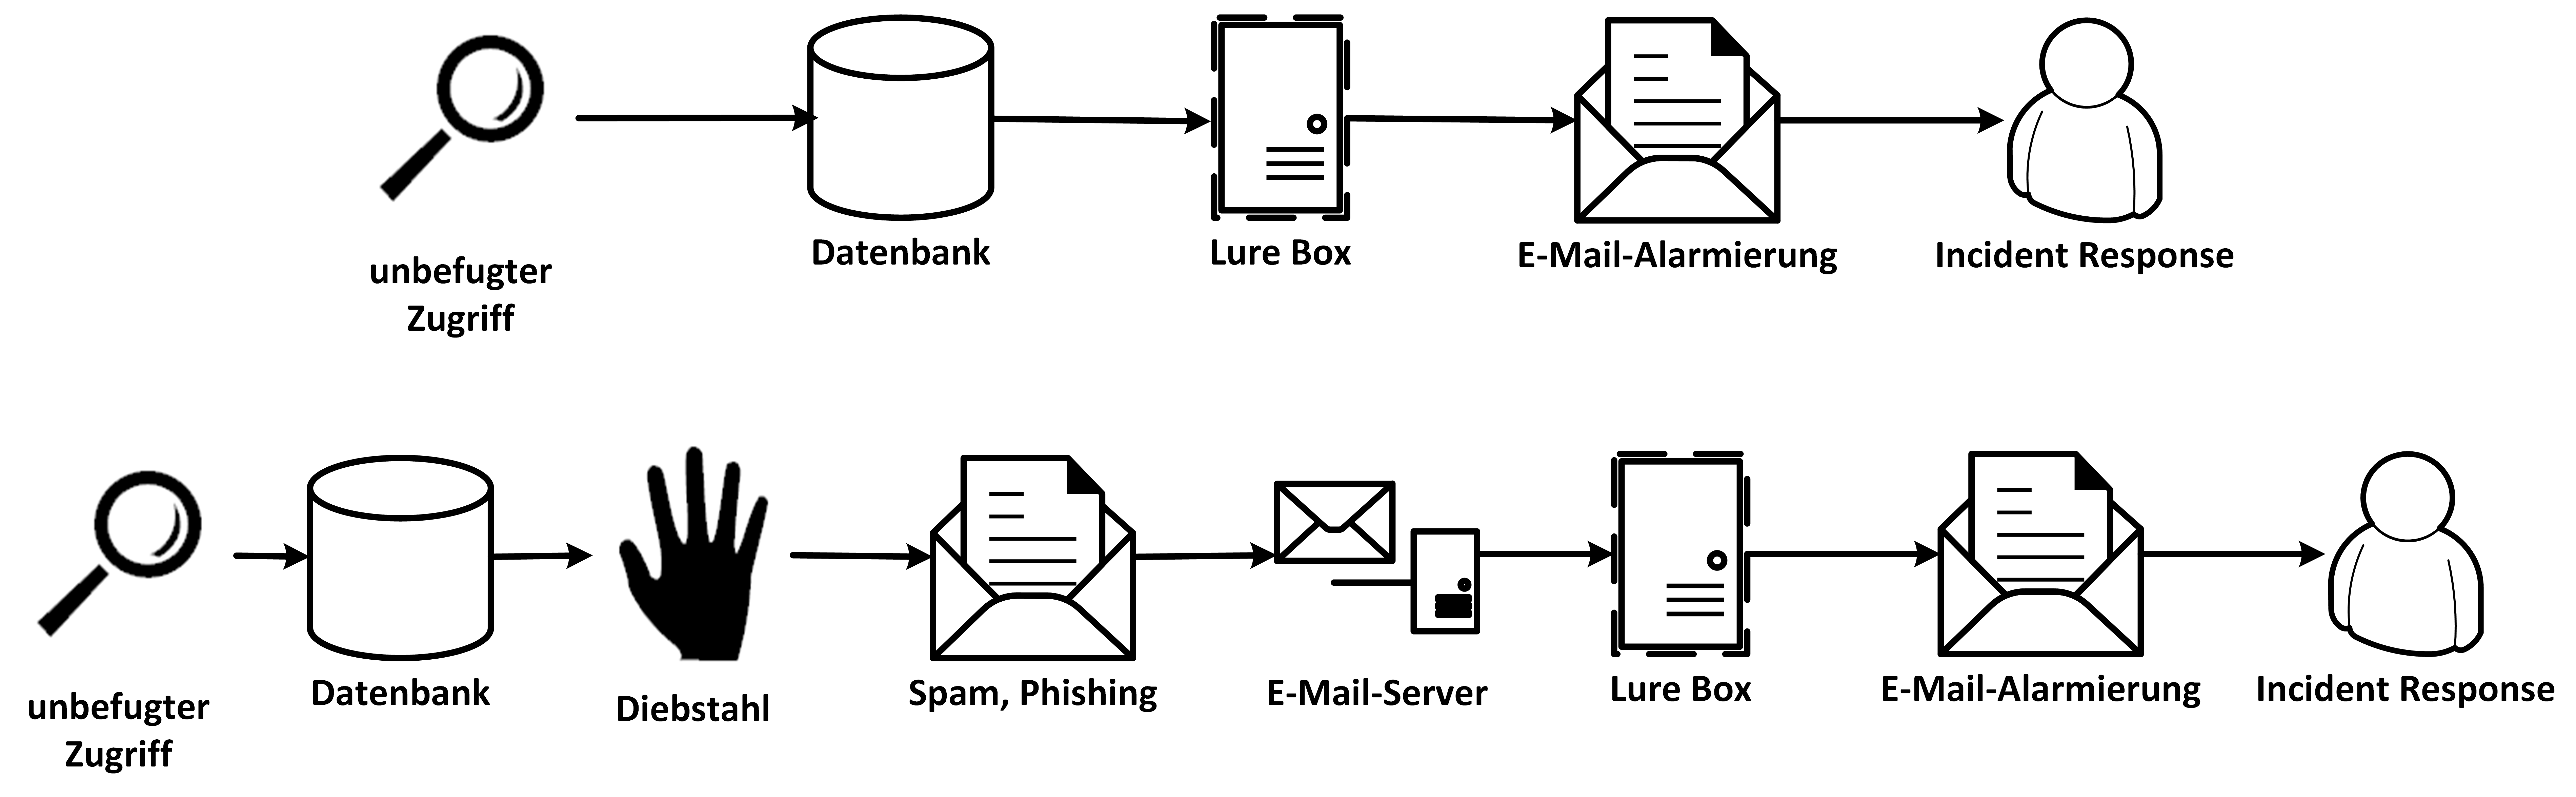 unbefugter
Zugriff
Datenbank
Lure Box
E-Mail-Alarmierung
Incident Response
unbefugter
Zugriff
Datenbank
Diebstahl
Spam, Phishing
E-Mail-Server
Lure Box
E-Mail-Alarmierung
Incident Response